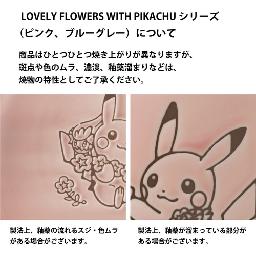 LOVELY FLOWERS WITH PIKACHU シリーズ
（ピンク、ブルーグレー）について
商品はひとつひとつ焼き上がりが異なりますが、
斑点や色のムラ、濃淡、釉薬溜まりなどは、
焼物の特性としてご了承ください。
製法上、釉薬の流れるスジ・色ムラ
がある場合がございます。
製法上、釉薬が溜まっている部分が
ある場合がございます。